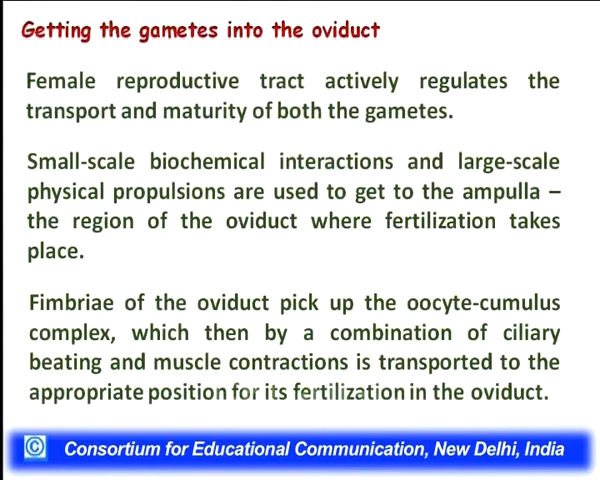 Getting the gametes into the oviduct
Female reproductive tract actively regulates the
transport and maturity of both the gametes.
Small-scale biochemical interactions and large-scale
physical propulsions are used to get to the ampulla –
the region of the oviduct where fertilization takes
place.
Fimbriae of the oviduct pick up the oocyte-cumulus
complex, which then by a combination of ciliary
beating and muscle contractions is transported to the
appropriate position for its fertilization in the oviduct.
© Consortium for Educational Communication, New Delhi, India